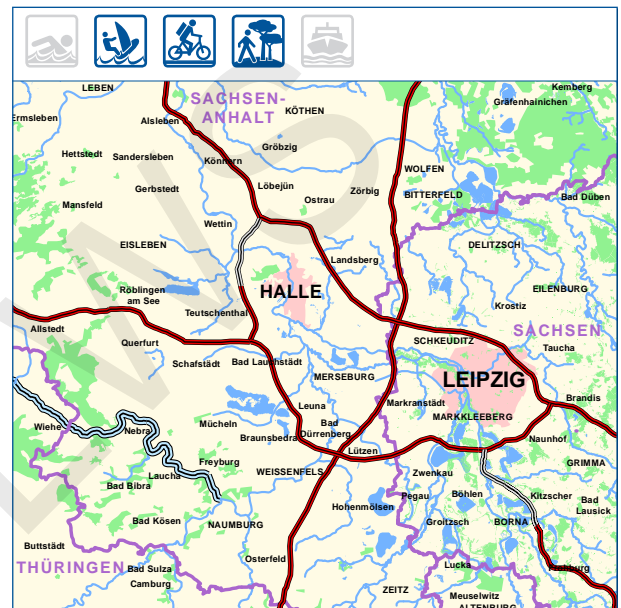 LEBEN
Kemberg
SACHSEN-
ANHALT
Gräfenhainichen
Ermsleben
Alsleben
KÖTHEN
Hettstedt
Sandersleben
Gröbzig
Könnern
WOLFEN
Gerbstedt
Löbejün
Zörbig
BITTERFELD
Bad Düben
Mansfeld
Ostrau
Wettin
EISLEBEN
DELITZSCH
Landsberg
Röblingen
am See
HALLE
EILENBURG
Krostiz
Teutschenthal
Allstedt
SACHSEN
Querfurt
SCHKEUDITZ
Taucha
Schafstädt
Bad Lauchstädt
MERSEBURG
LEIPZIG
Leuna
Markranstädt
Brandis
MARKKLEEBERG
Wiehe
Nebra
Mücheln
Bad
Dürrenberg
Braunsbedra
Naunhof
Lützen
Freyburg
WEISSENFELS
GRIMMA
Laucha
Zwenkau
Bad Bibra
Pegau
Böhlen
Kitzscher
Bad
Lausick
Hohenmölsen
Bad Kösen
NAUMBURG
Groitzsch
BORNA
Buttstädt
Osterfeld
THÜRINGEN
Bad Sulza
Lucka
Frohburg
Camburg
ZEITZ
Meuselwitz
ALTENBURG
LWS